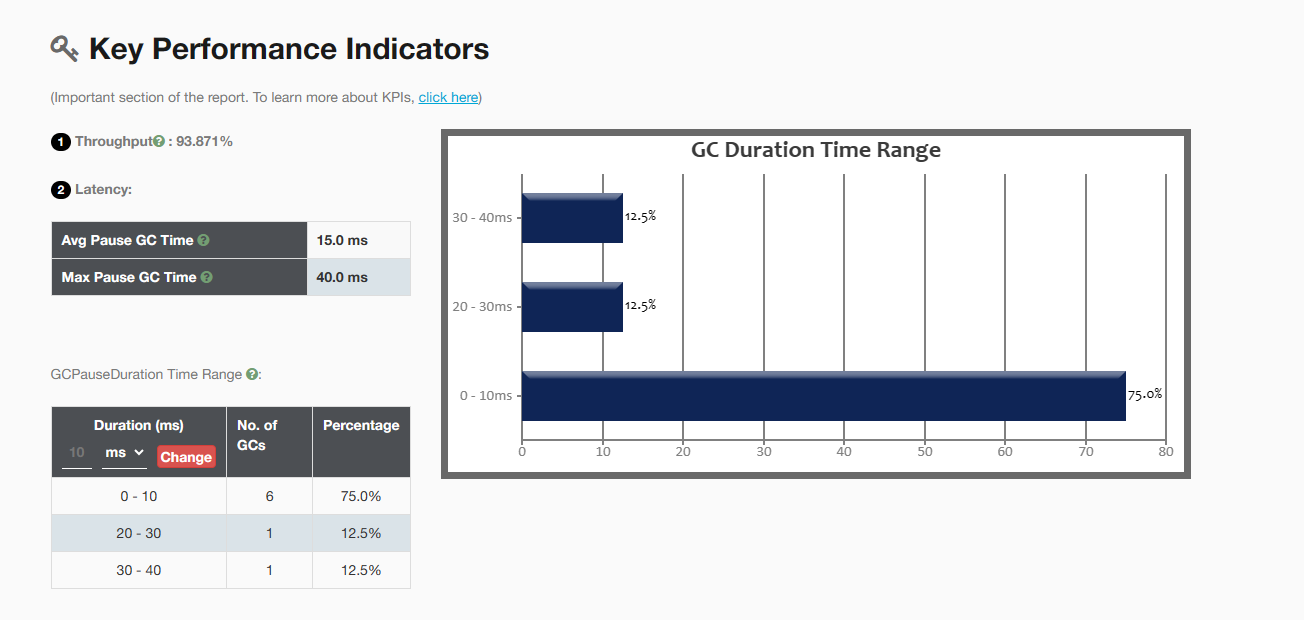 Key Performance Indicators
(Important section of the report. To learn more about KPIs, click here)
1 Throughput? : 93.871%
2 Latency:
Avg Pause GC Time ? 15.0 ms
Max Pause GC Time ? 40.0 ms
GCPauseDuration Time Range ?:
Duration (ms) No. of GCs Percentage
10 ms Change
0 - 10 6 75.0%
20 - 30 1 12.5%
30 - 40 1 12.5%
GC Duration Time Range
30 - 40ms 12.5%
20 - 30ms 12.5%
0 - 10ms 75.0%
0 10 20 30 40 50 60 70 80